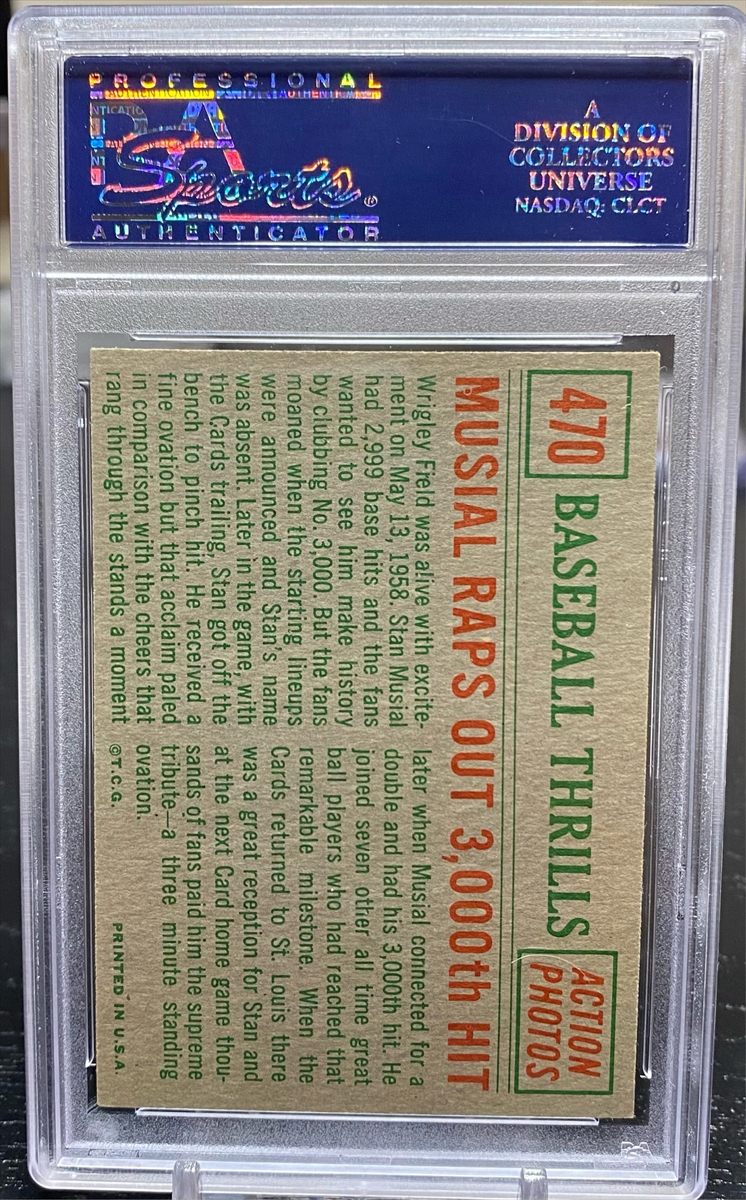 PROFESSIONAL
Sports®
AUTHENTICATOR
A
DIVISION OF
COLLECTORS
UNIVERSE
NASDAQ: CLCT
470 BASEBALL THRILLS
ACTION
PHOTOS
MUSIAL RAPS OUT 3,000th HIT
Wrigley Field was alive with excite-
ment on May 13, 1958. Stan Musial
had 2,999 base hits and the fans
wanted to see him make history
by clubbing No. 3,000. But the fans
moaned when the starting lineups
were announced and Stan's name
was absent. Later in the game, with
the Cards trailing, Stan got off the
bench to pinch hit. He received a
fine ovation but that acclaim paled
in comparison with the cheers that
rang through the stands a moment
later when Musial connected for a
double and had his 3,000th hit. He
joined seven other all time great
ball players who had reached that
remarkable milestone. When the
Cards returned to St. Louis there
was a great reception for Stan and
at the next Card home game thou-
sands of fans paid him the supreme
tribute—a three minute standing
ovation.
©T.C.G.
PRINTED IN U.S.A.